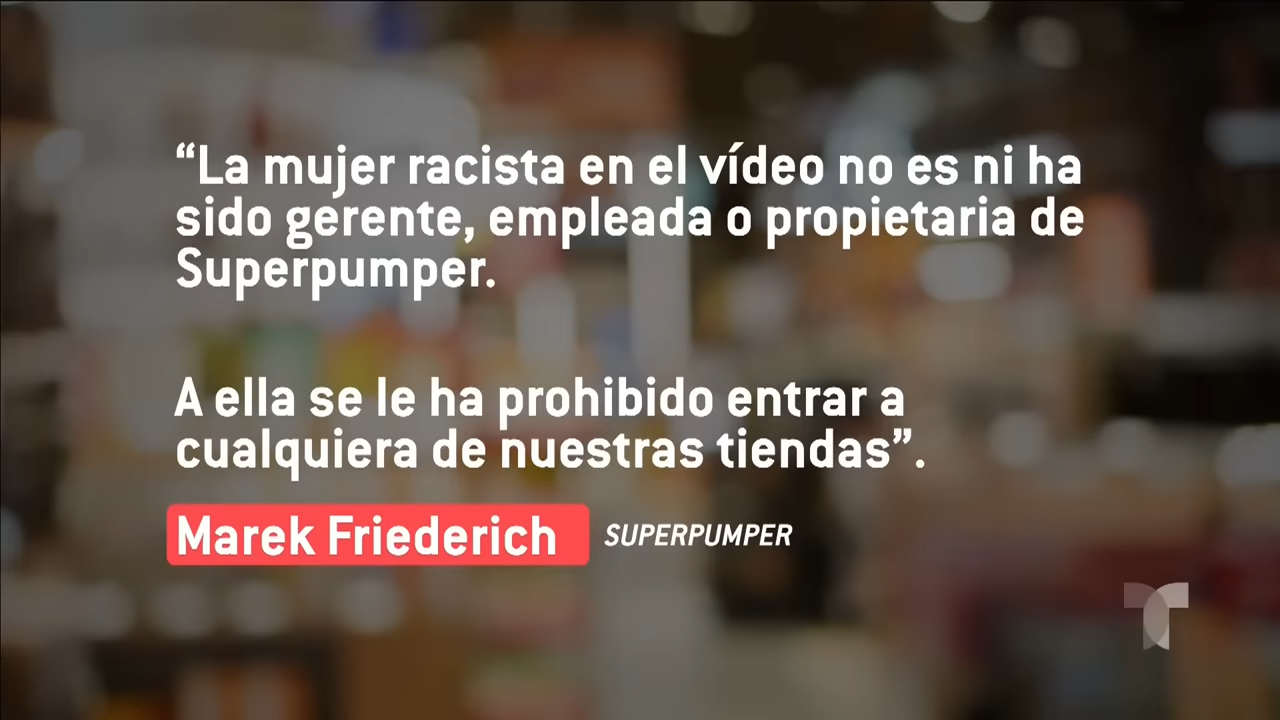 “La mujer racista en el vídeo no es ni ha
sido gerente, empleada o propietaria de
Superpumper.
A ella se le ha prohibido entrar a
cualquiera de nuestras tiendas”.
Marek Friederich
SUPERPUMPER